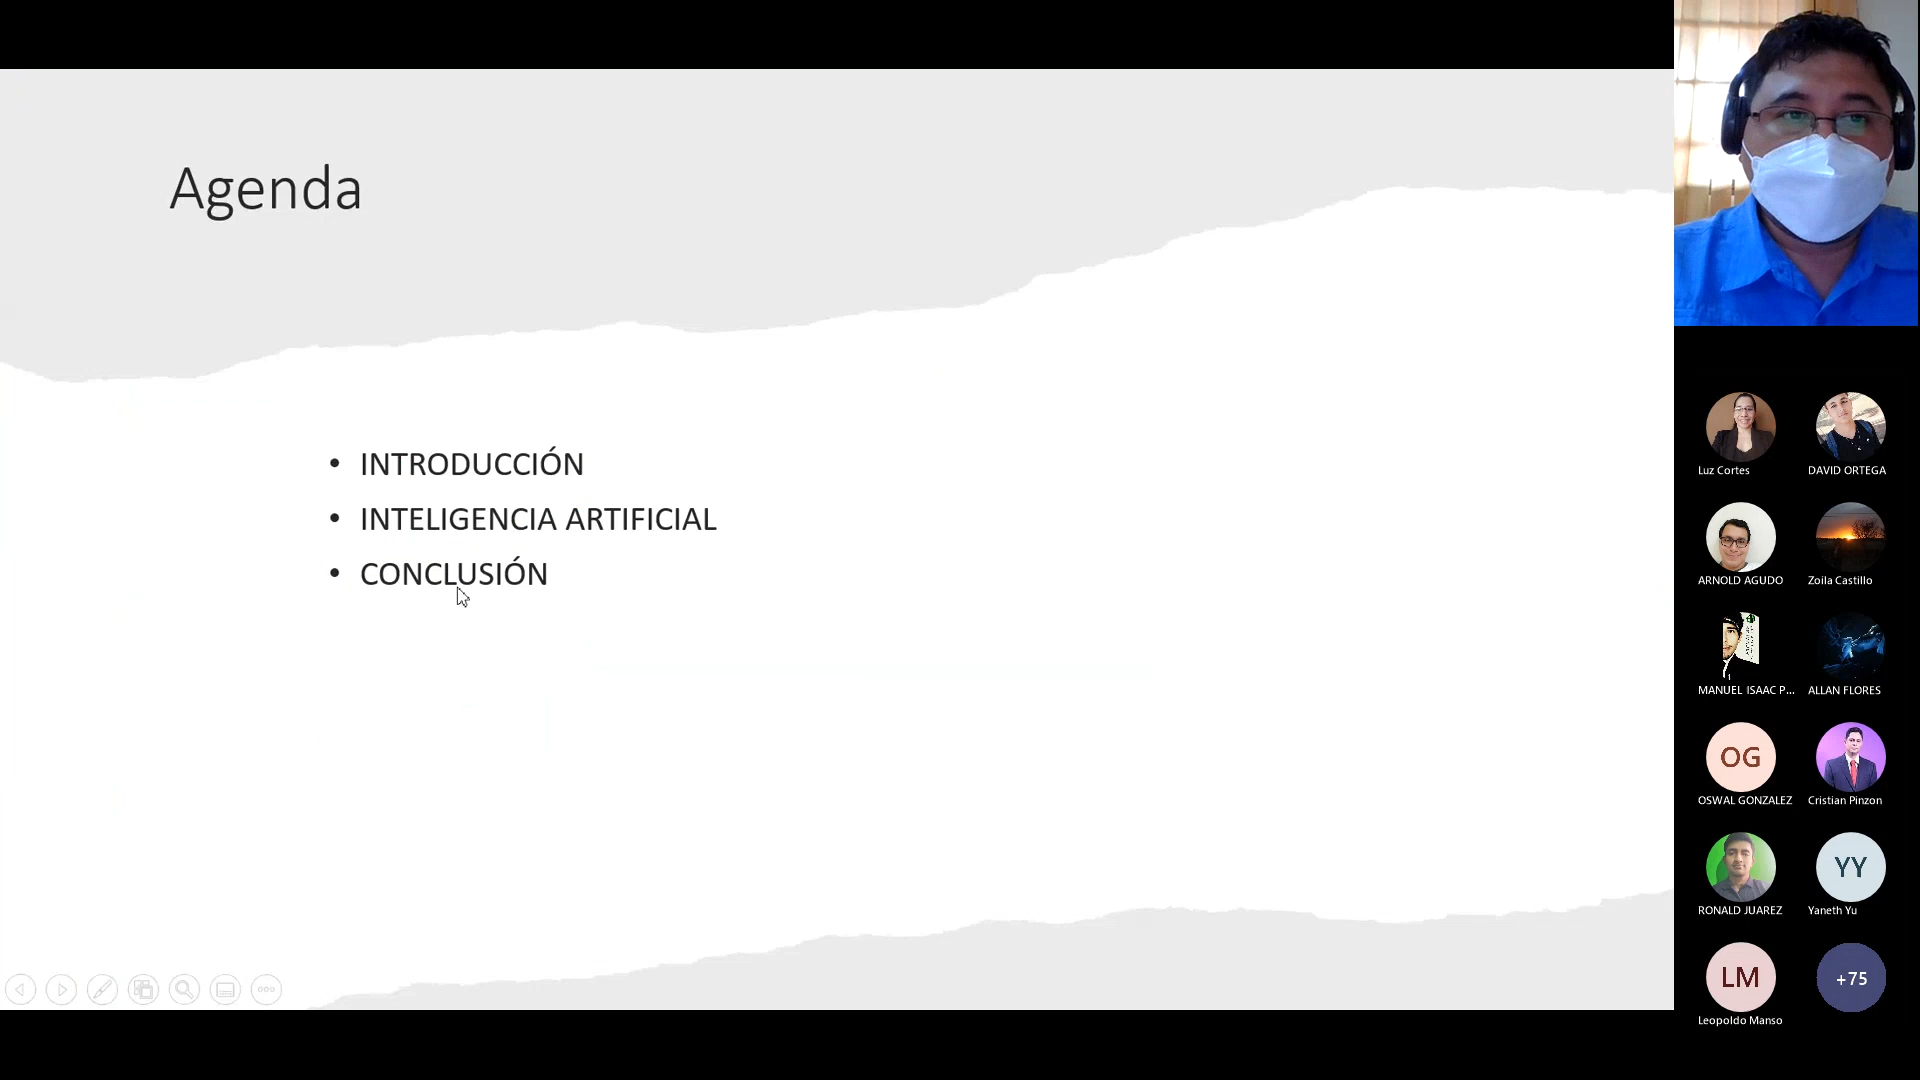 Agenda
• INTRODUCCIÓN
• INTELIGENCIA ARTIFICIAL
• CONCLUSIÓN
Luz Cortes
DAVID ORTEGA
ARNOLD AGUDO
Zoila Castillo
MANUEL ISAAC P...
ALLAN FLORES
OG
OSWAL GONZALEZ
Cristian Pinzon
RONALD JUAREZ
YY
Yaneth Yu
LM
Leopoldo Manso
+75